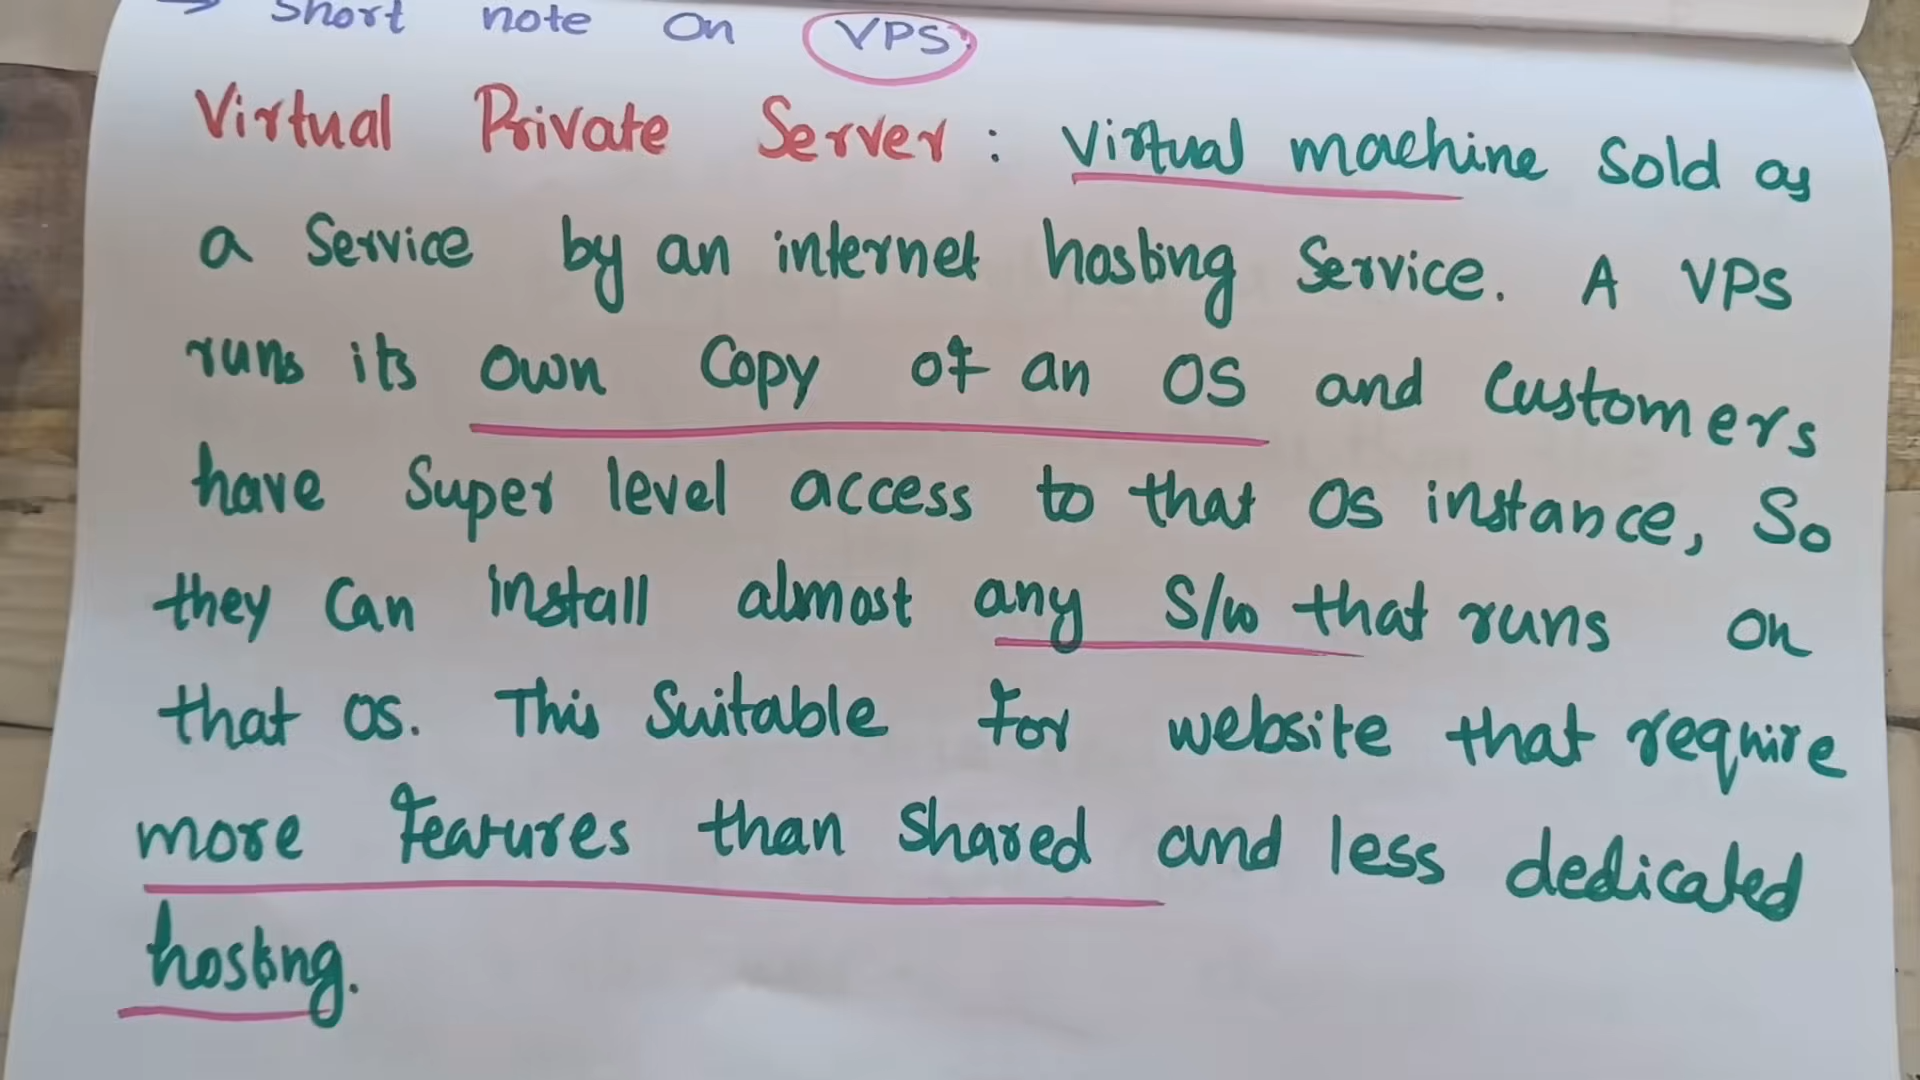 → Short note on VPS.
Virtual Private Server : Virtual machine sold as
a Service by an internet hosting Service. A VPS
runs its own Copy of an OS and Customers
have Super level access to that OS instance, So
they Can install almost any S/w that runs on
that OS. This Suitable for website that require
more features than Shared and less dedicated
hosting.